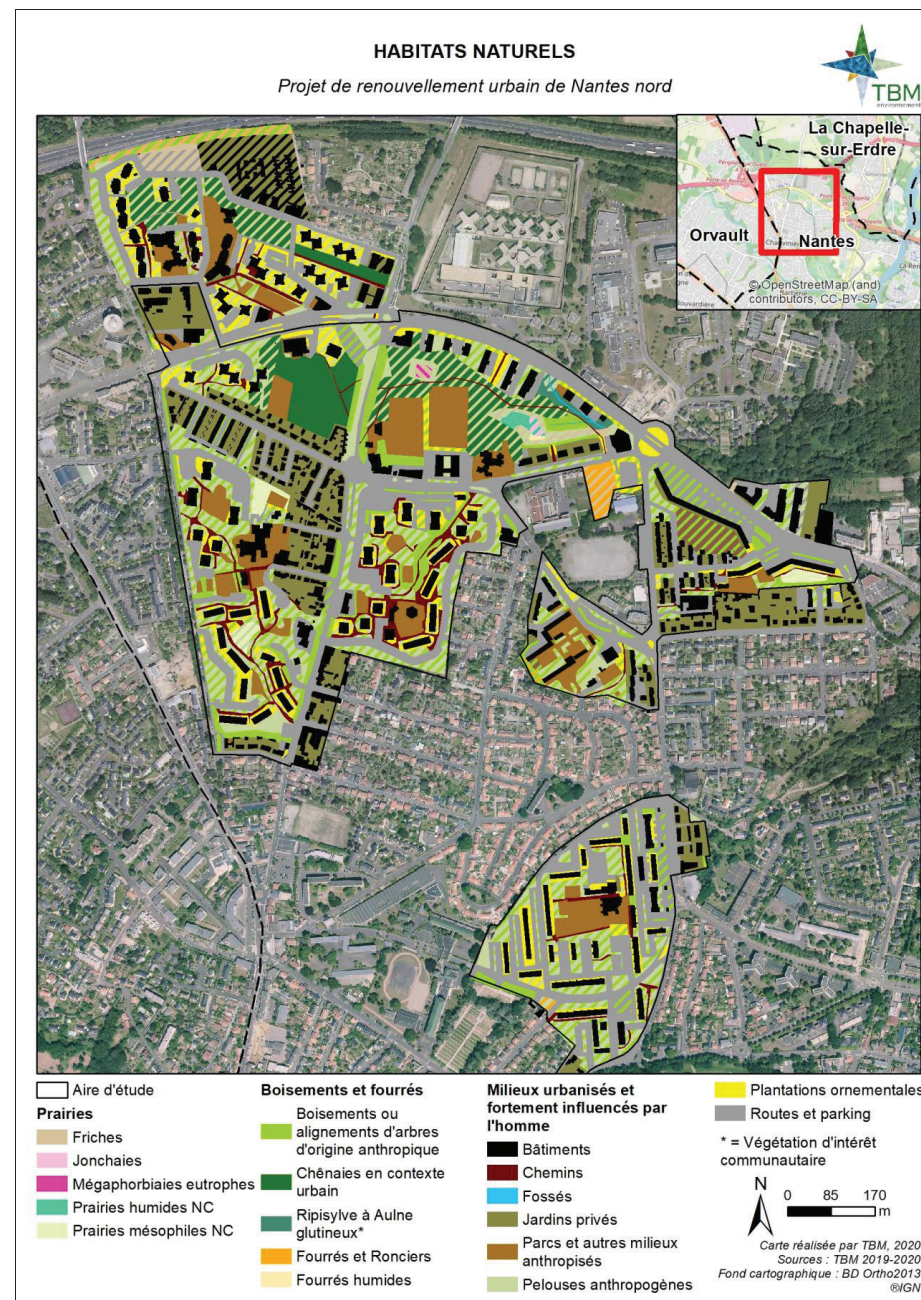 HABITATS NATURELS
Projet de renouvellement urbain de Nantes nord
TBM
environnement
La Chapelle-
sur-Erdre
Orvault
Nantes
© OpenStreetMap (and)
contributors, CC-BY-SA
Aire d'étude
Prairies
Friches
Jonchaies
Mégaphorbiaies eutrophes
Prairies humides NC
Prairies mésophiles NC
Boisements et fourrés
Boisements ou
alignements d'arbres
d'origine anthropique
Chênaies en contexte
urbain
Ripisylve à Aulne
glutineux*
Fourrés et Ronciers
Fourrés humides
Milieux urbanisés et
fortement influencés par
l'homme
Bâtiments
Chemins
Fossés
Jardins privés
Parcs et autres milieux
anthropisés
Pelouses anthropogènes
Plantations ornementales
Routes et parking
* = Végétation d'intérêt
communautaire
N
0 85 170
m
Carte réalisée par TBM, 2020
Sources : TBM 2019-2020
Fond cartographique : BD Ortho2013
®IGN